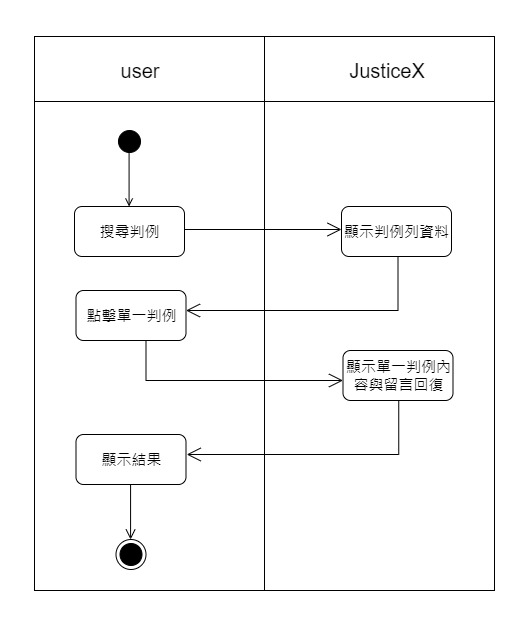 user
JusticeX
搜尋判例
顯示判例列資料
點擊單一判例
顯示單一判例內
容與留言回復
顯示結果